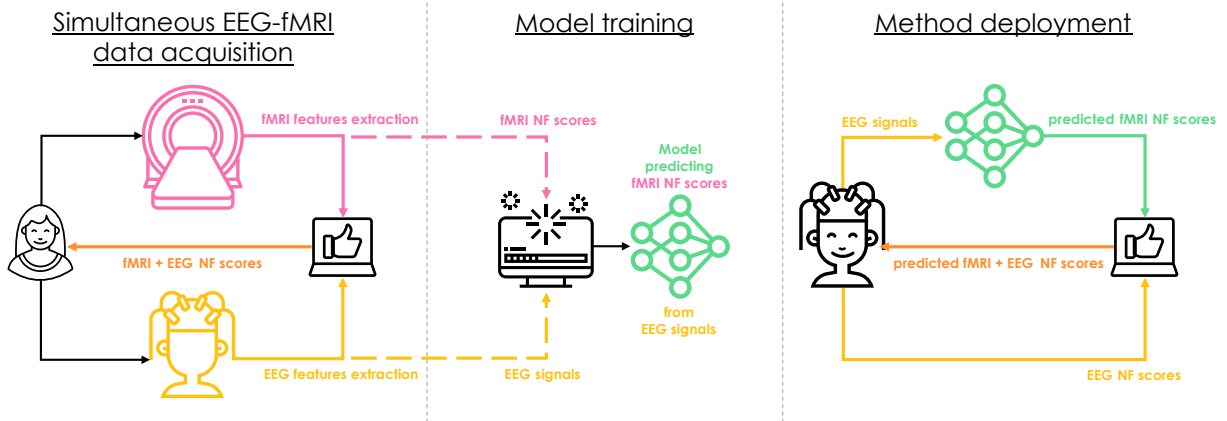 Simultaneous EEG-fMRI
data acquisition
fMRI features extraction
fMRI + EEG NF scores
EEG features extraction
Model training
fMRI NF scores
Model
predicting
fMRI NF scores
from
EEG signals
EEG signals
Method deployment
EEG signals
predicted fMRI NF scores
predicted fMRI + EEG NF scores
EEG NF scores